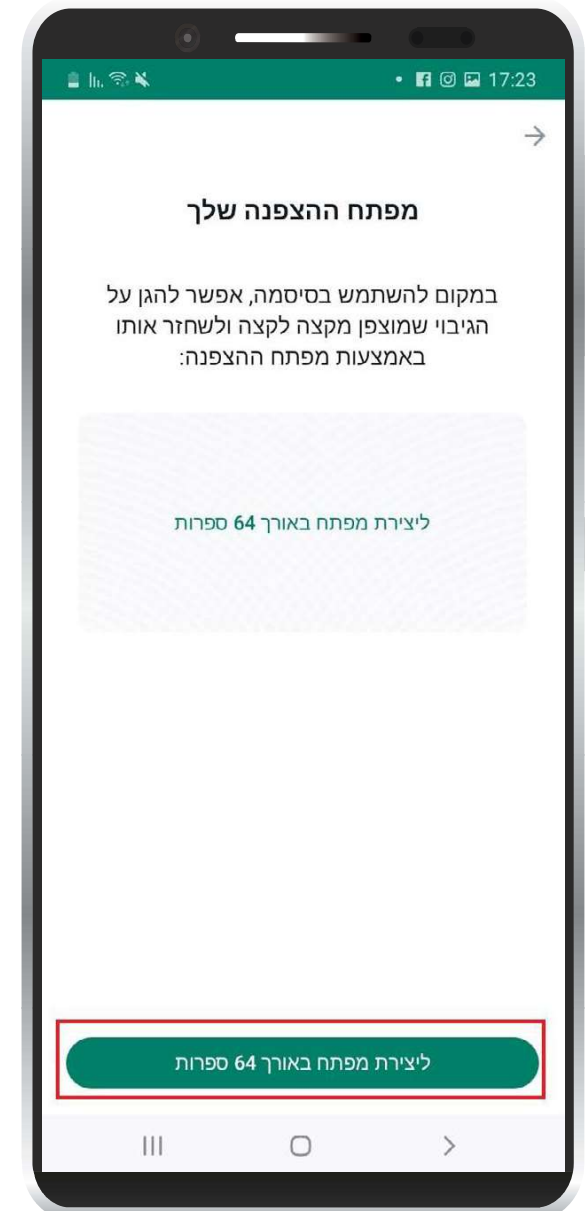 17:23
מפתח ההצפנה שלך
במקום להשתמש בסיסמה, אפשר להגן על
הגיבוי שמוצפן מקצה לקצה ולשחזר אותו
באמצעות מפתח ההצפנה:
ליצירת מפתח באורך 64 ספרות
ליצירת מפתח באורך 64 ספרות